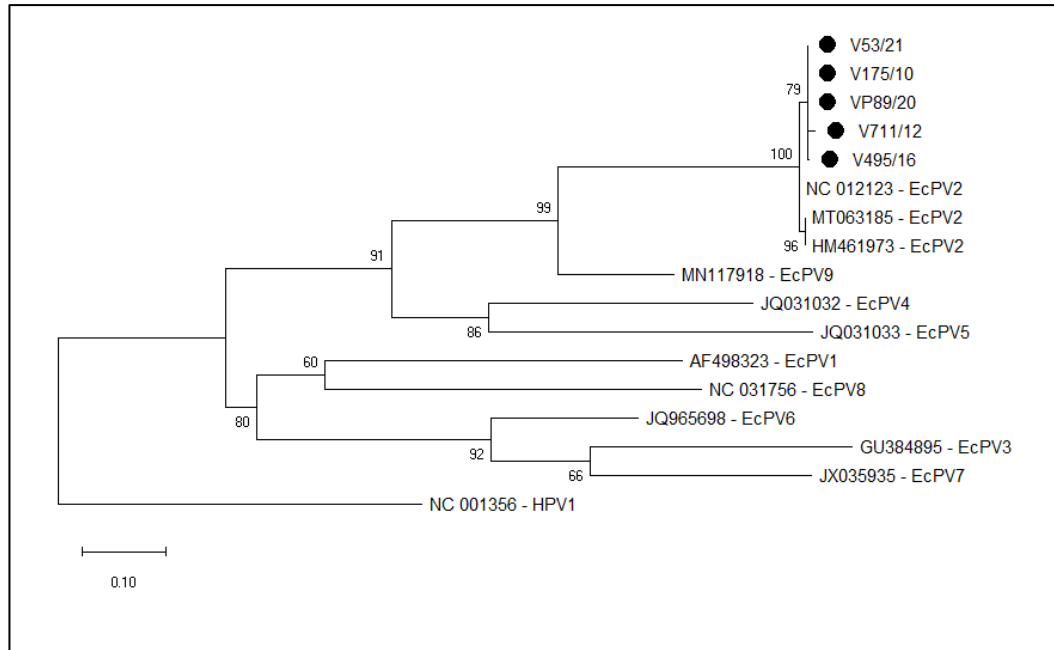 V53/21
79
V175/10
VP89/20
V711/12
100
V495/16
NC 012123 - EcPV2
99
MT063185 - EcPV2
96
HM461973 - EcPV2
91
MN117918 - EcPV9
JQ031032 - EcPV4
86
JQ031033 - EcPV5
60
AF498323 - EcPV1
NC 031756 - EcPV8
80
JQ965698 - EcPV6
92
GU384895 - EcPV3
66
JX035935 - EcPV7
NC 001356 - HPV1
0.10